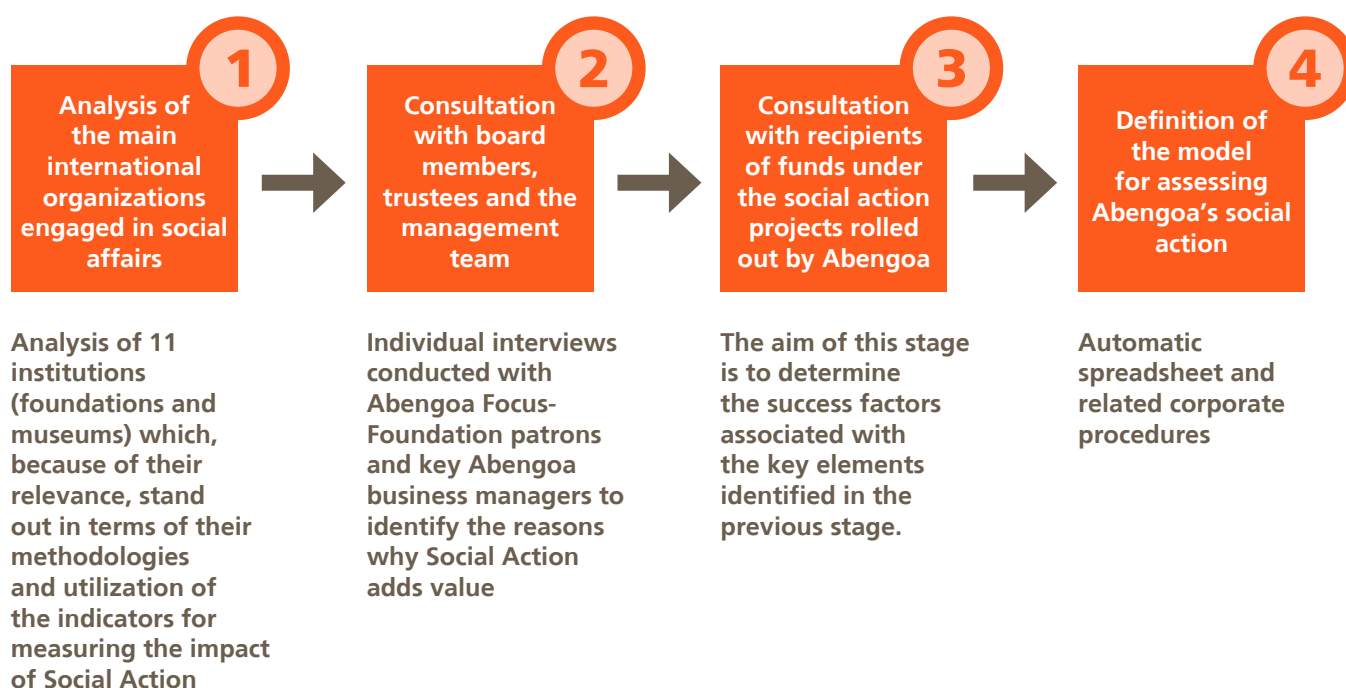 1
Analysis of
the main
international
organizations
engaged in social
affairs
Analysis of 11
institutions
(foundations and
museums) which,
because of their
relevance, stand
out in terms of their
methodologies
and utilization of
the indicators for
measuring the impact
of Social Action
2
Consultation
with board
members,
trustees and the
management
team
Individual interviews
conducted with
Abengoa Focus-
Foundation patrons
and key Abengoa
business managers to
identify the reasons
why Social Action
adds value
3
Consultation
with recipients
of funds under
the social action
projects rolled
out by Abengoa
The aim of this stage
is to determine
the success factors
associated with
the key elements
identified in the
previous stage.
4
Definition of
the model
for assessing
Abengoa’s social
action
Automatic
spreadsheet and
related corporate
procedures